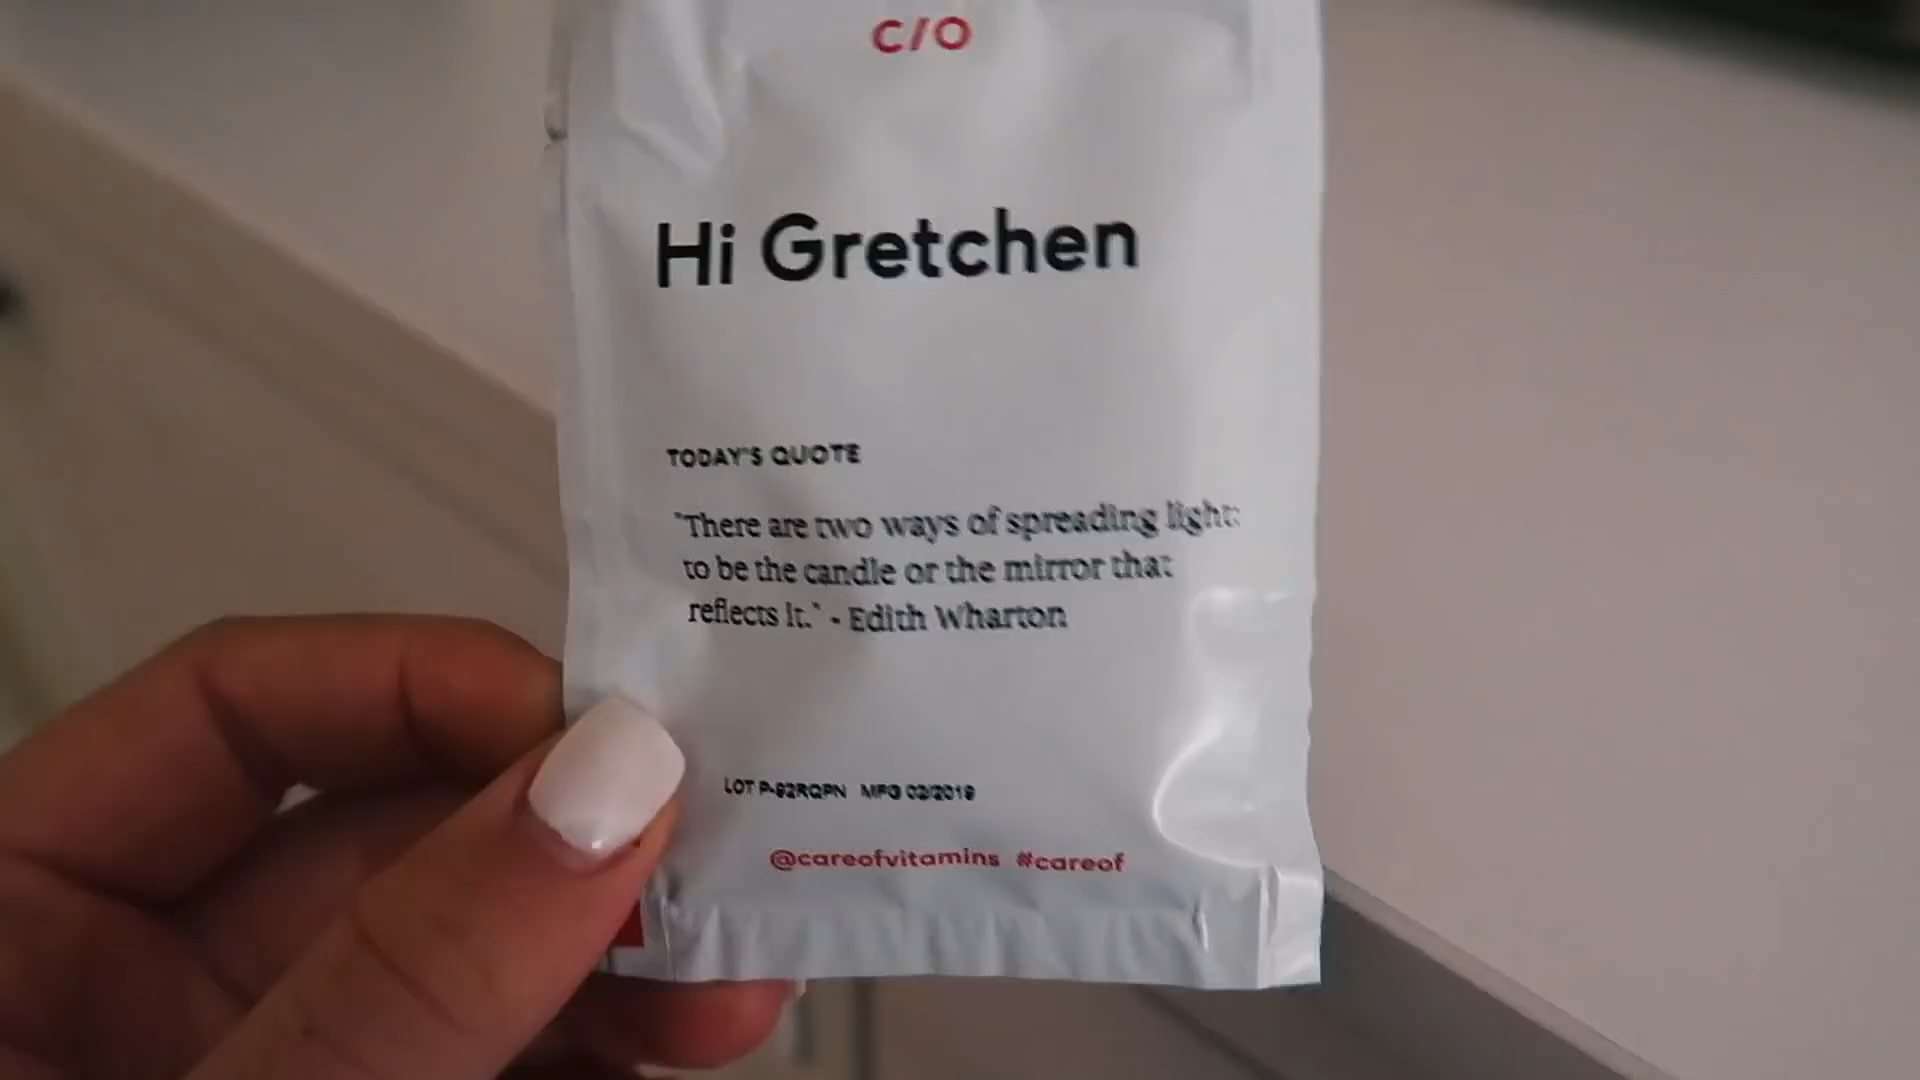 C/O
Hi Gretchen
TODAY'S QUOTE
"There are two ways of spreading light:
to be the candle or the mirror that
reflects it." - Edith Wharton
LOT P-92RQPN MFG 02/2019
@careofvitamins #careof